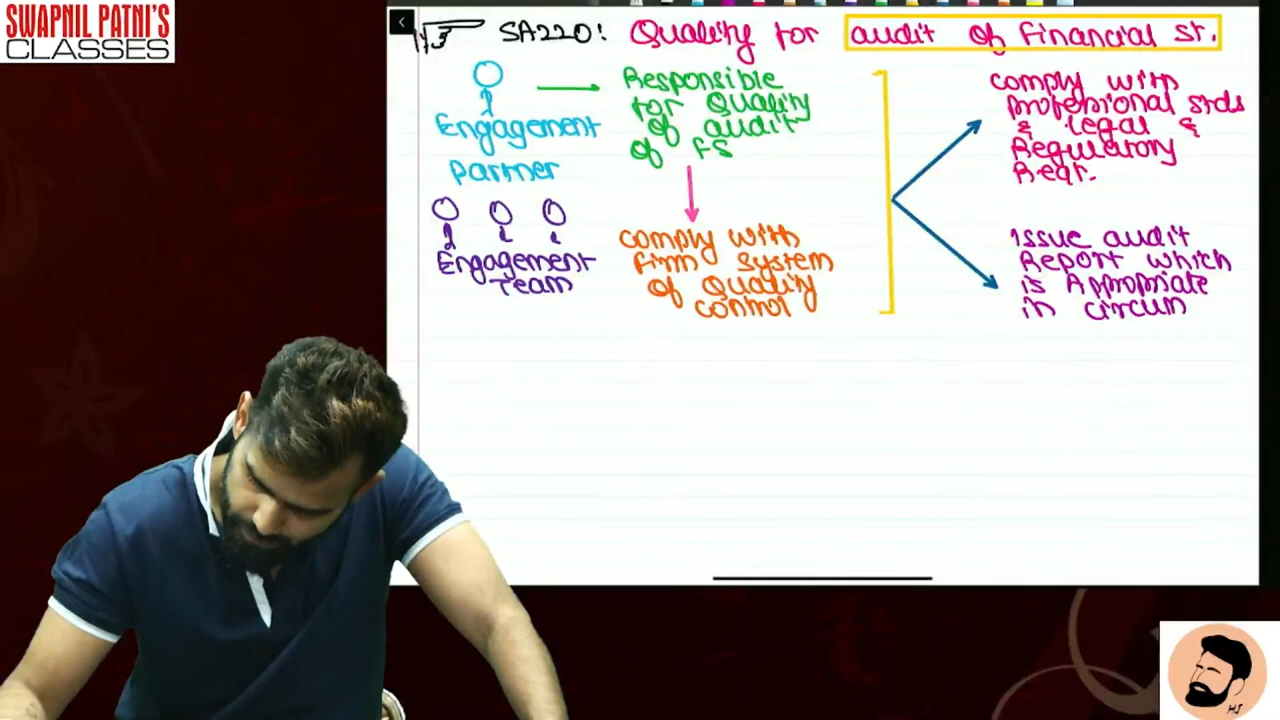 SWAPNIL PATNI'S
CLASSES
SA220: Quality for audit of Financial St.
Engagement
Partner
Responsible
for Quality
of audit
of FS
Engagement
Team
comply with
firm system
of Quality
control
comply with
professional stds
& Legal &
Regulatory
Reqr.
Issue audit
Report which
is Appropriate
in circum
HS